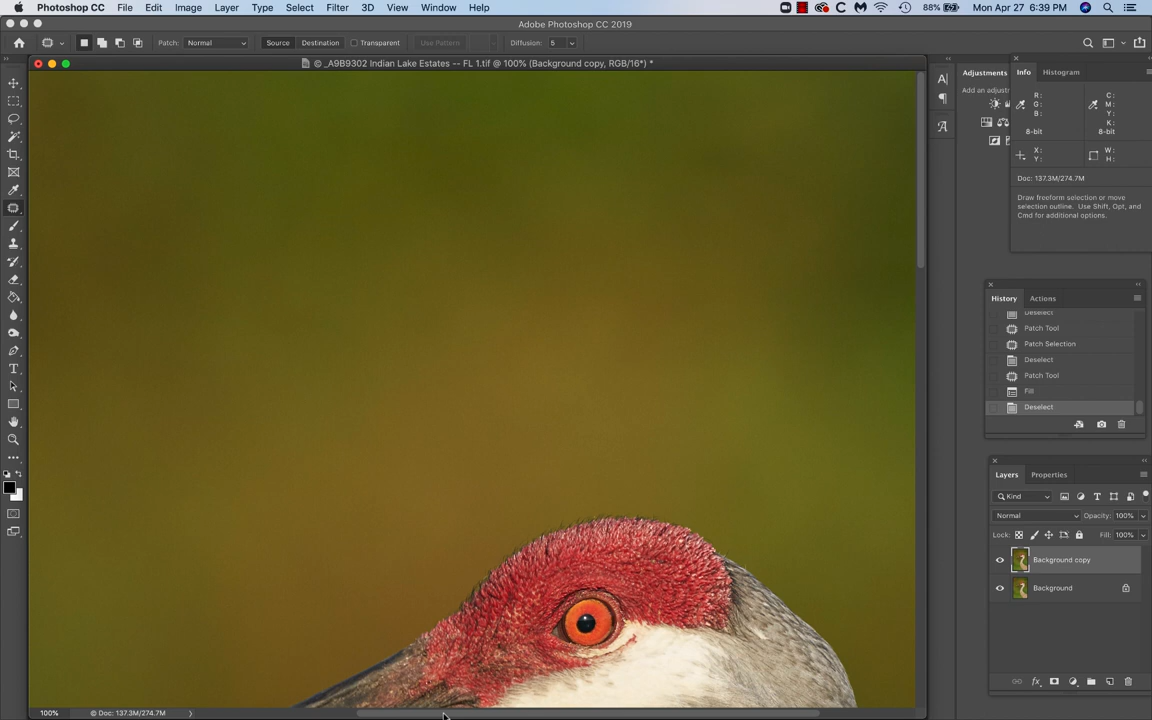 Photoshop CC File Edit Image Layer Type Select Filter 3D View Window Help 88% Mon Apr 27 6:39 PM
Adobe Photoshop CC 2019
Patch: Normal Source Destination Transparent Use Pattern Diffusion: 5
© _A9B9302 Indian Lake Estates -- FL 1.tif @ 100% (Background copy, RGB/16*) *
Adjustments
Add an adjust
Info Histogram
R: C:
G: M:
B: Y:
K:
8-bit 8-bit
X: W:
Y: H:
Doc: 137.3M/274.7M
Draw freeform selection or move
selection outline. Use Shift, Opt, and
Cmd for additional options.
History Actions
Deselect
Patch Tool
Patch Selection
Deselect
Patch Tool
Fill
Deselect
Layers Properties
Kind
Normal Opacity: 100%
Lock: Fill: 100%
Background copy
Background
100% © Doc: 137.3M/274.7M